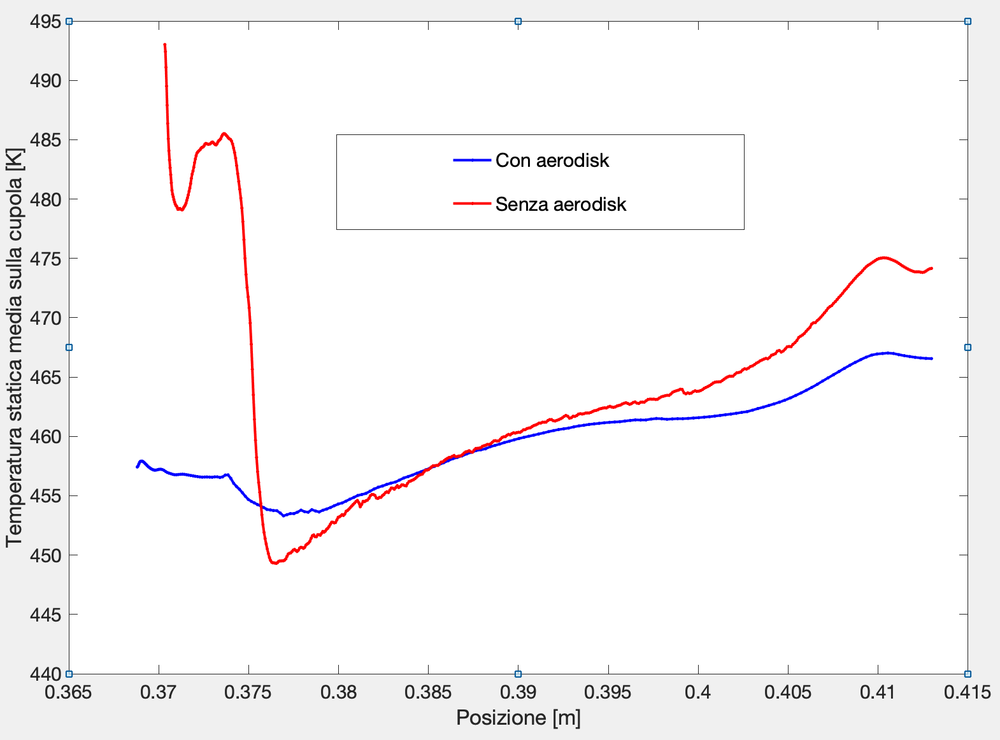 Temperatura statica media sulla cupola [K]
495
490
485
480
475
470
465
460
455
450
445
440
Con aerodisk
Senza aerodisk
0.365 0.37 0.375 0.38 0.385 0.39 0.395 0.4 0.405 0.41 0.415
Posizione [m]